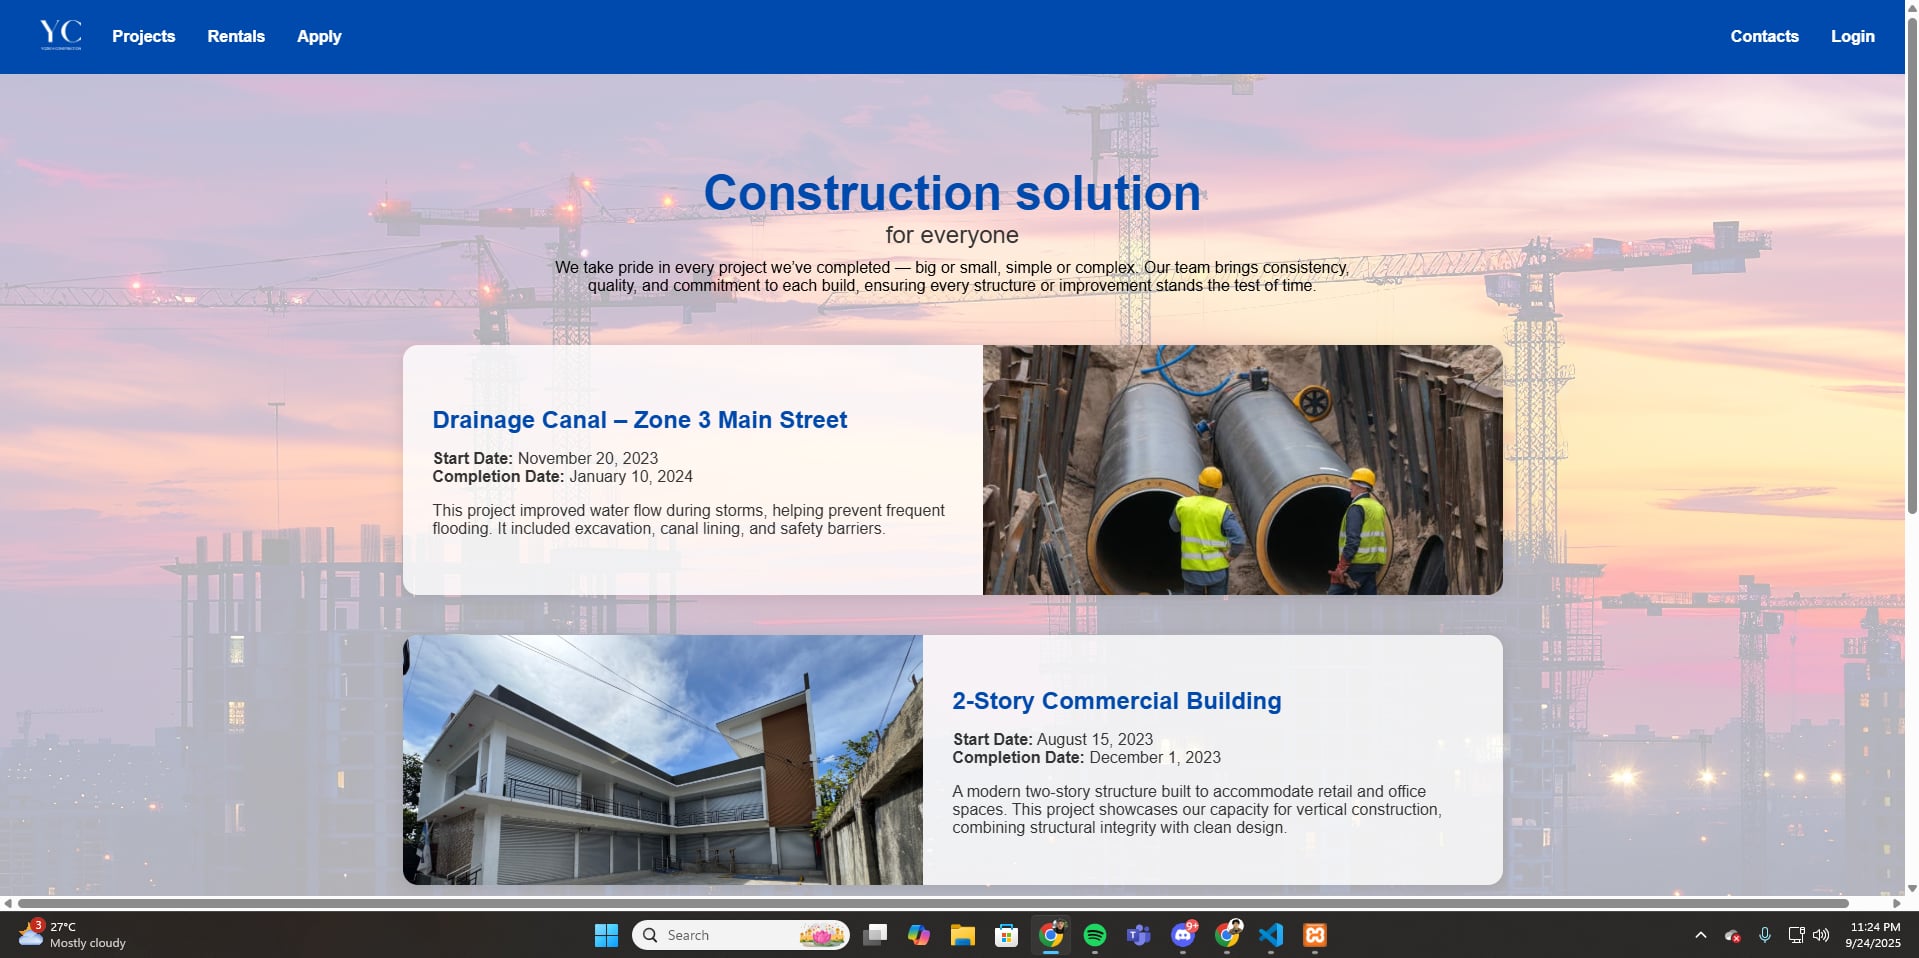 YC
Projects
Rentals
Apply
Contacts
Login
Construction solution
for everyone
We take pride in every project we’ve completed — big or small, simple or complex. Our team brings consistency,
quality, and commitment to each build, ensuring every structure or improvement stands the test of time.
Drainage Canal – Zone 3 Main Street
Start Date: November 20, 2023
Completion Date: January 10, 2024
This project improved water flow during storms, helping prevent frequent
flooding. It included excavation, canal lining, and safety barriers.
2-Story Commercial Building
Start Date: August 15, 2023
Completion Date: December 1, 2023
A modern two-story structure built to accommodate retail and office
spaces. This project showcases our capacity for vertical construction,
combining structural integrity with clean design.
3
27°C
Mostly cloudy
Search
9+
11:24 PM
9/24/2025